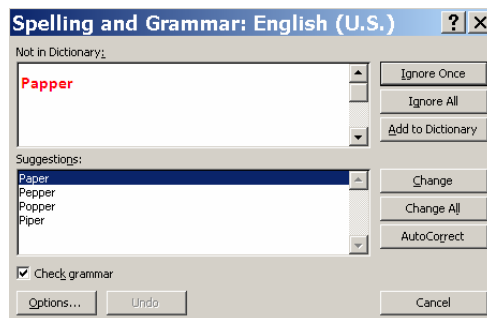 Spelling and Grammar: English (U.S.)
Not in Dictionary:
Papper
Ignore Once
Ignore All
Add to Dictionary
Suggestions:
Paper
Pepper
Popper
Piper
Change
Change All
AutoCorrect
Check grammar
Options...
Undo
Cancel